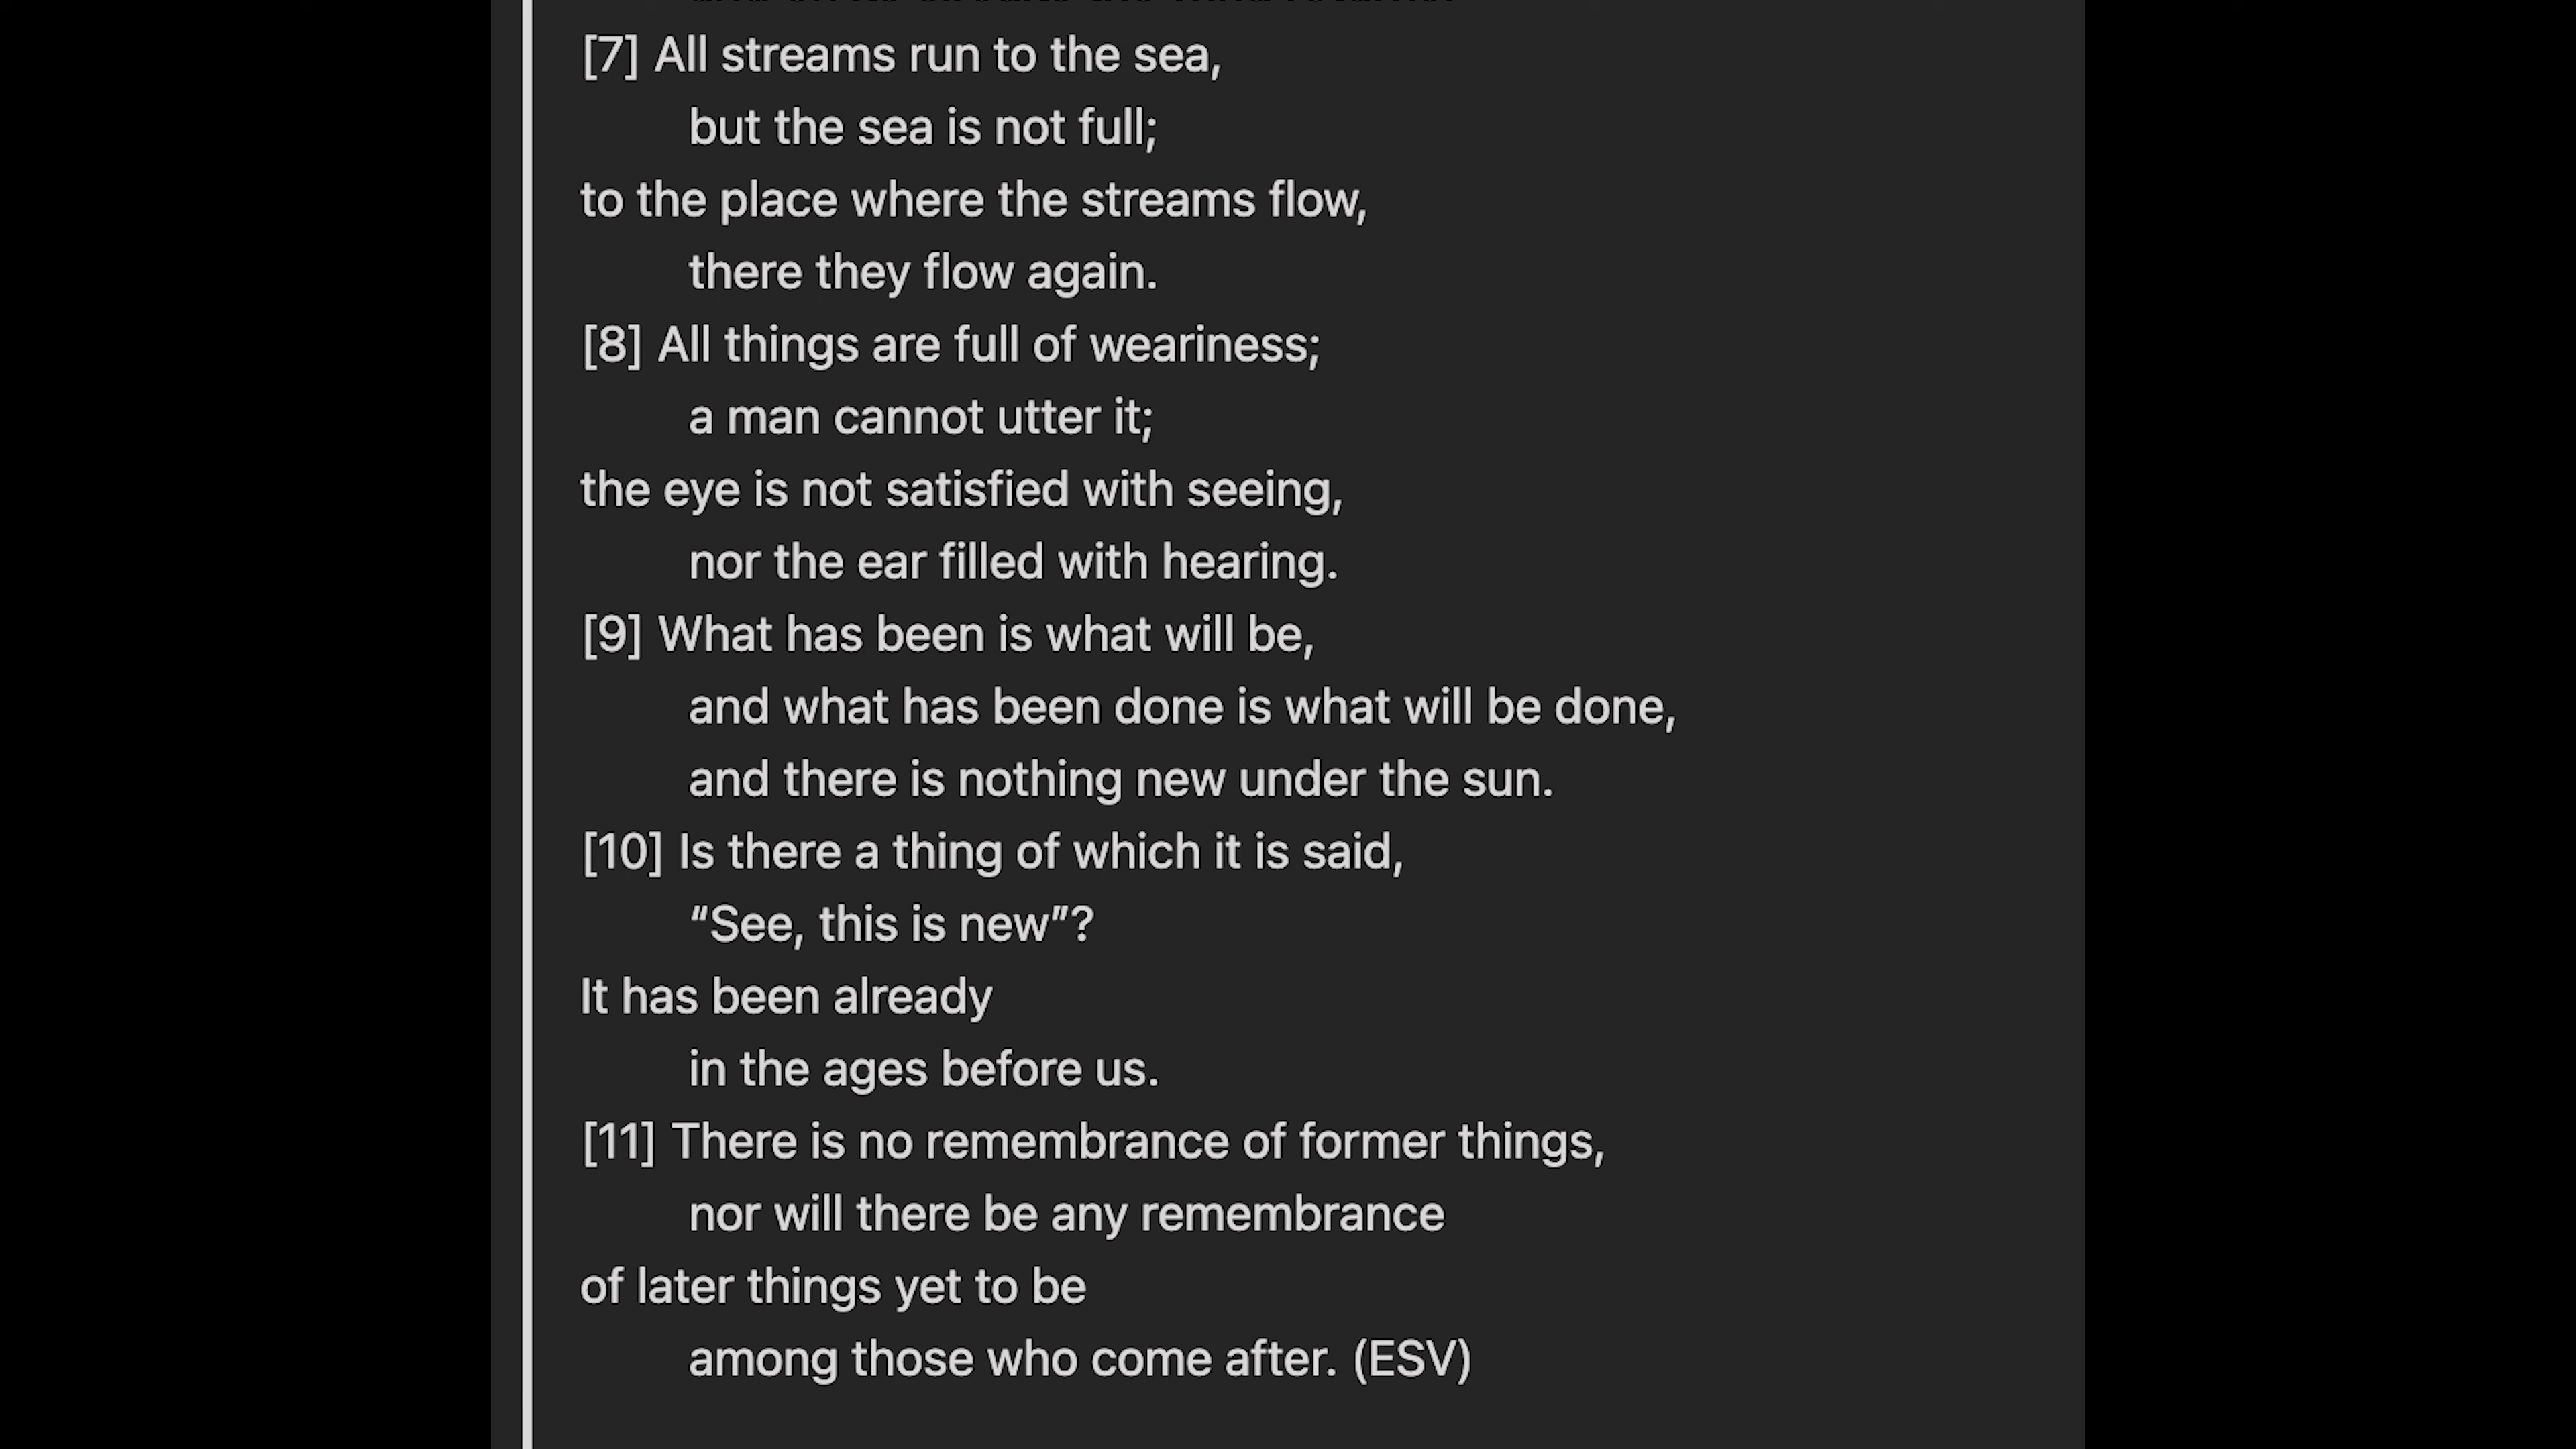 [7] All streams run to the sea,
but the sea is not full;
to the place where the streams flow,
there they flow again.
[8] All things are full of weariness;
a man cannot utter it;
the eye is not satisfied with seeing,
nor the ear filled with hearing.
[9] What has been is what will be,
and what has been done is what will be done,
and there is nothing new under the sun.
[10] Is there a thing of which it is said,
“See, this is new”?
It has been already
in the ages before us.
[11] There is no remembrance of former things,
nor will there be any remembrance
of later things yet to be
among those who come after. (ESV)